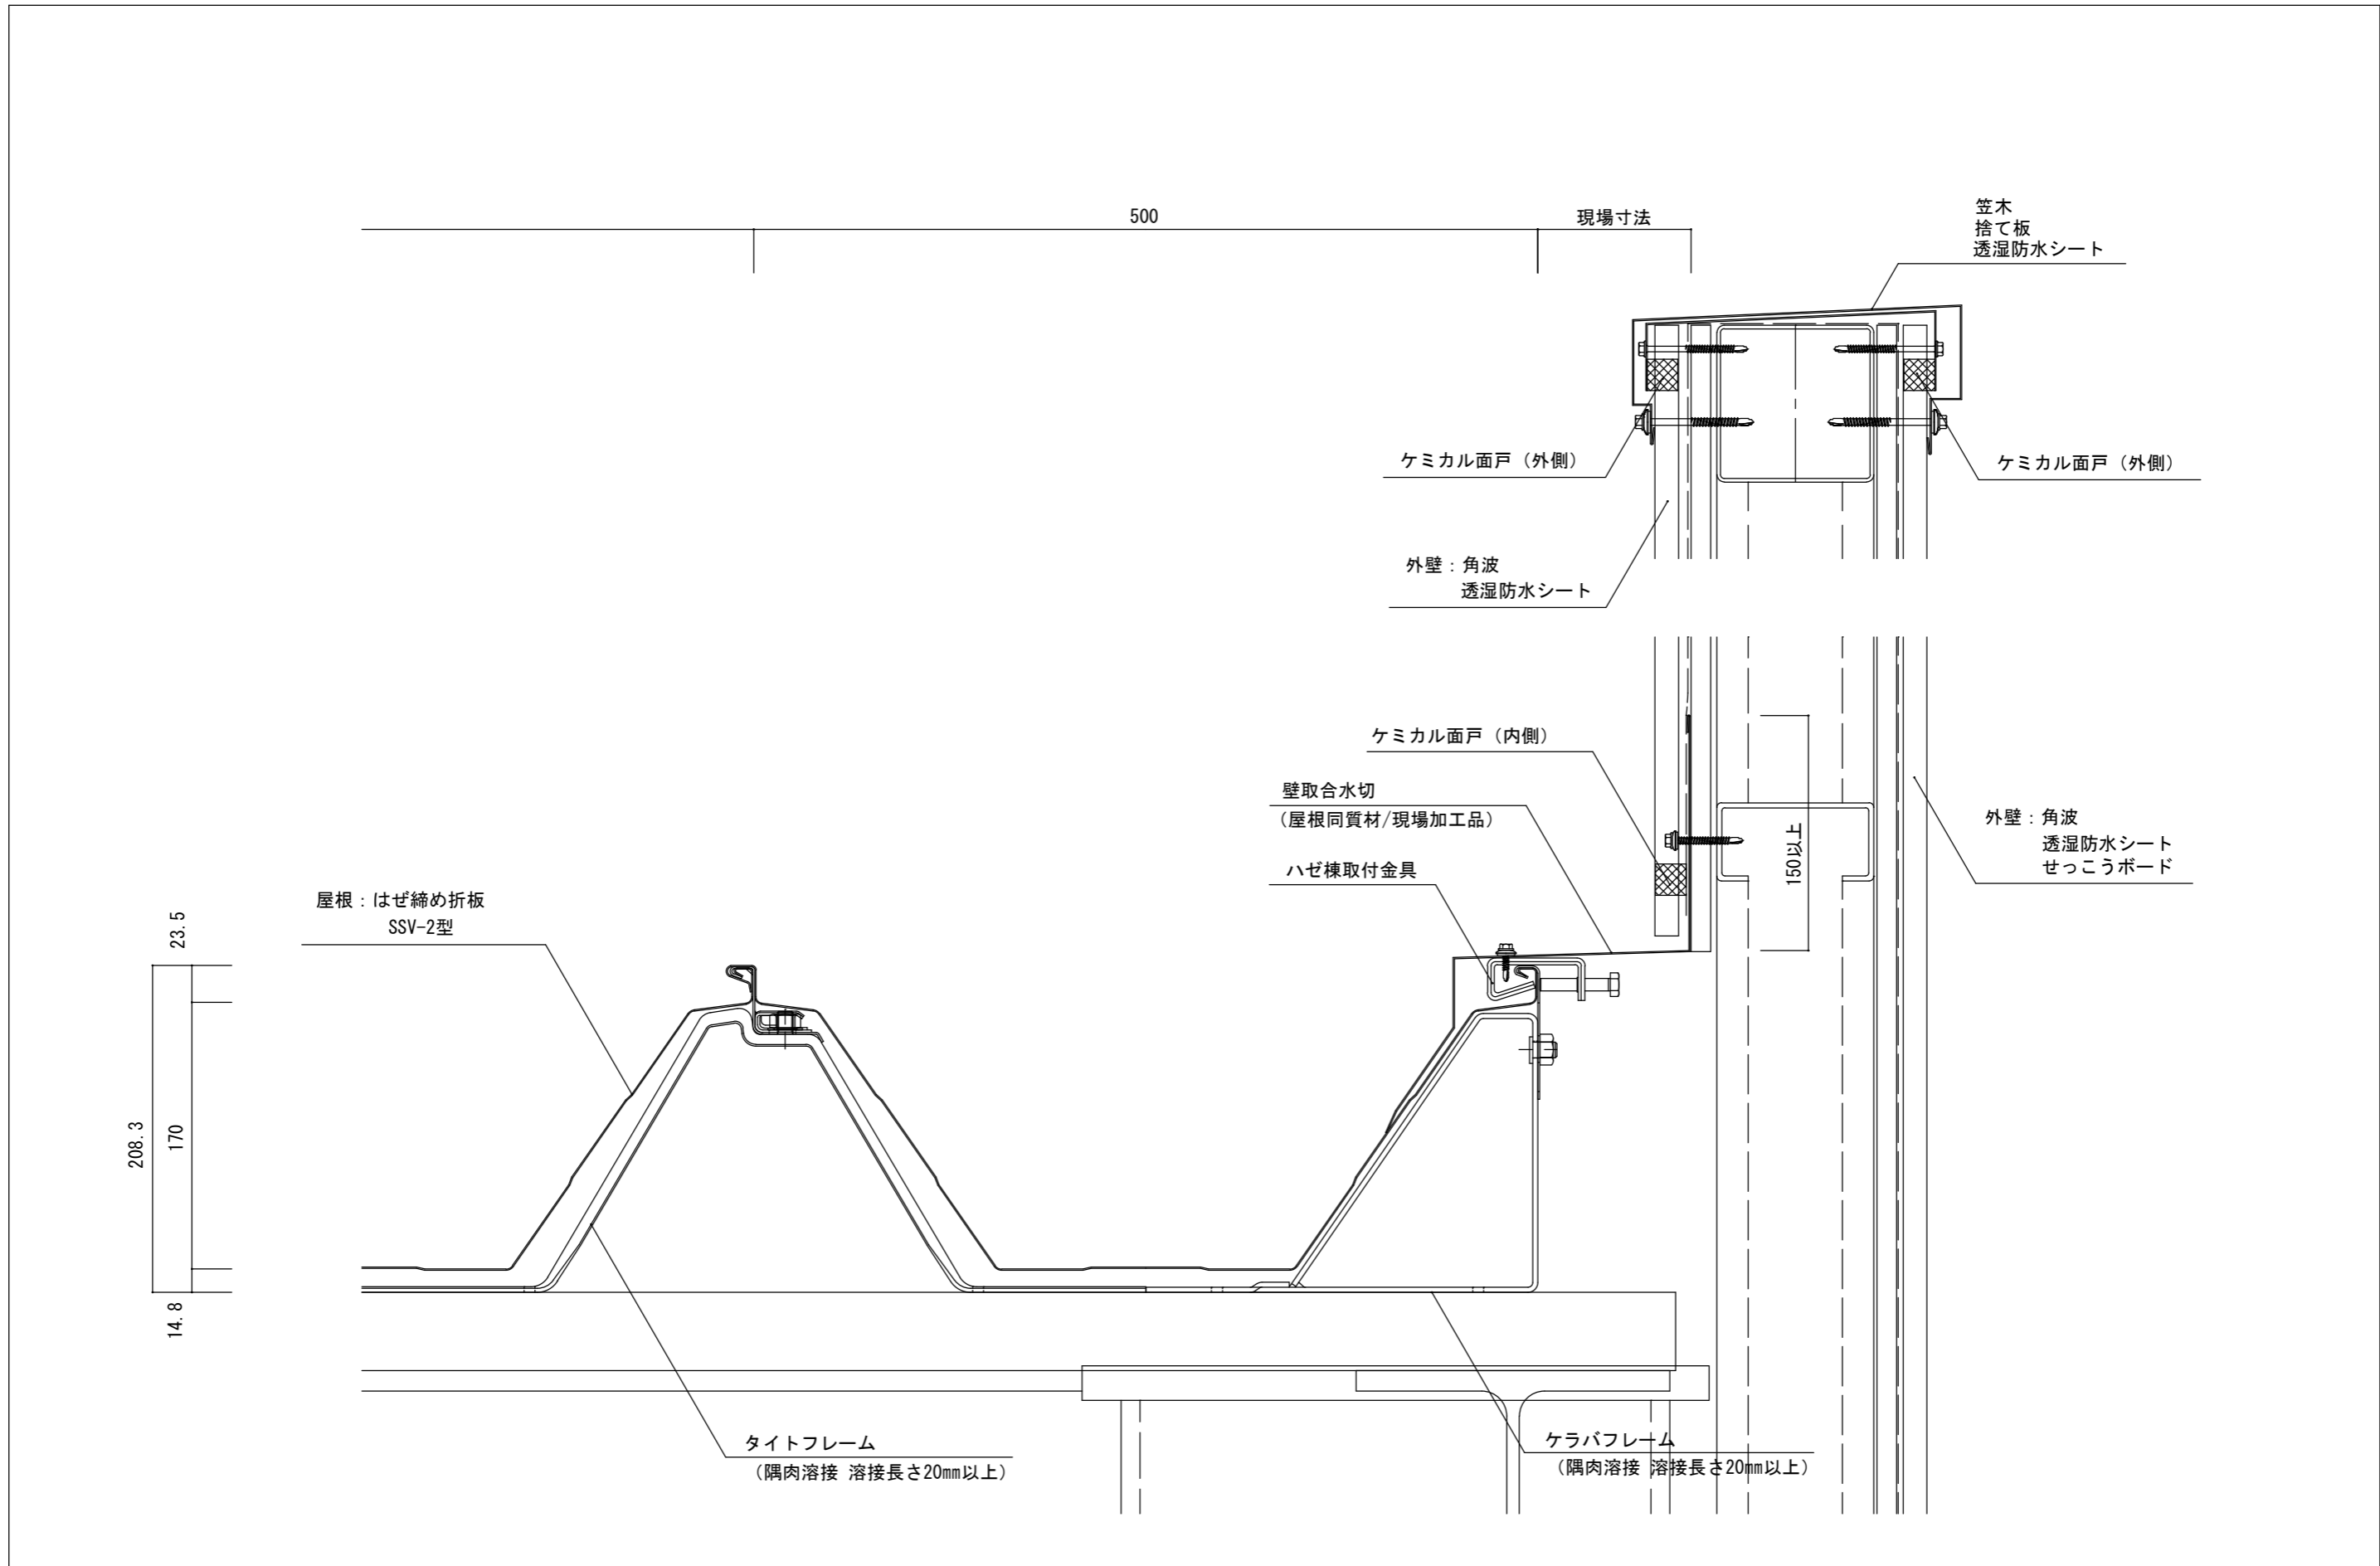 500
現場寸法
笠木
捨て板
透湿防水シート
ケミカル面戸（外側）
ケミカル面戸（外側）
外壁：角波
透湿防水シート
ケミカル面戸（内側）
壁取合水切
（屋根同質材/現場加工品）
ハゼ棟取付金具
150以上
外壁：角波
透湿防水シート
せっこうボード
屋根：はぜ締め折板
SSV-2型
23.5
208.3
170
14.8
タイトフレーム
（隅肉溶接 溶接長さ20mm以上）
ケラバフレーム
（隅肉溶接 溶接長さ20mm以上）